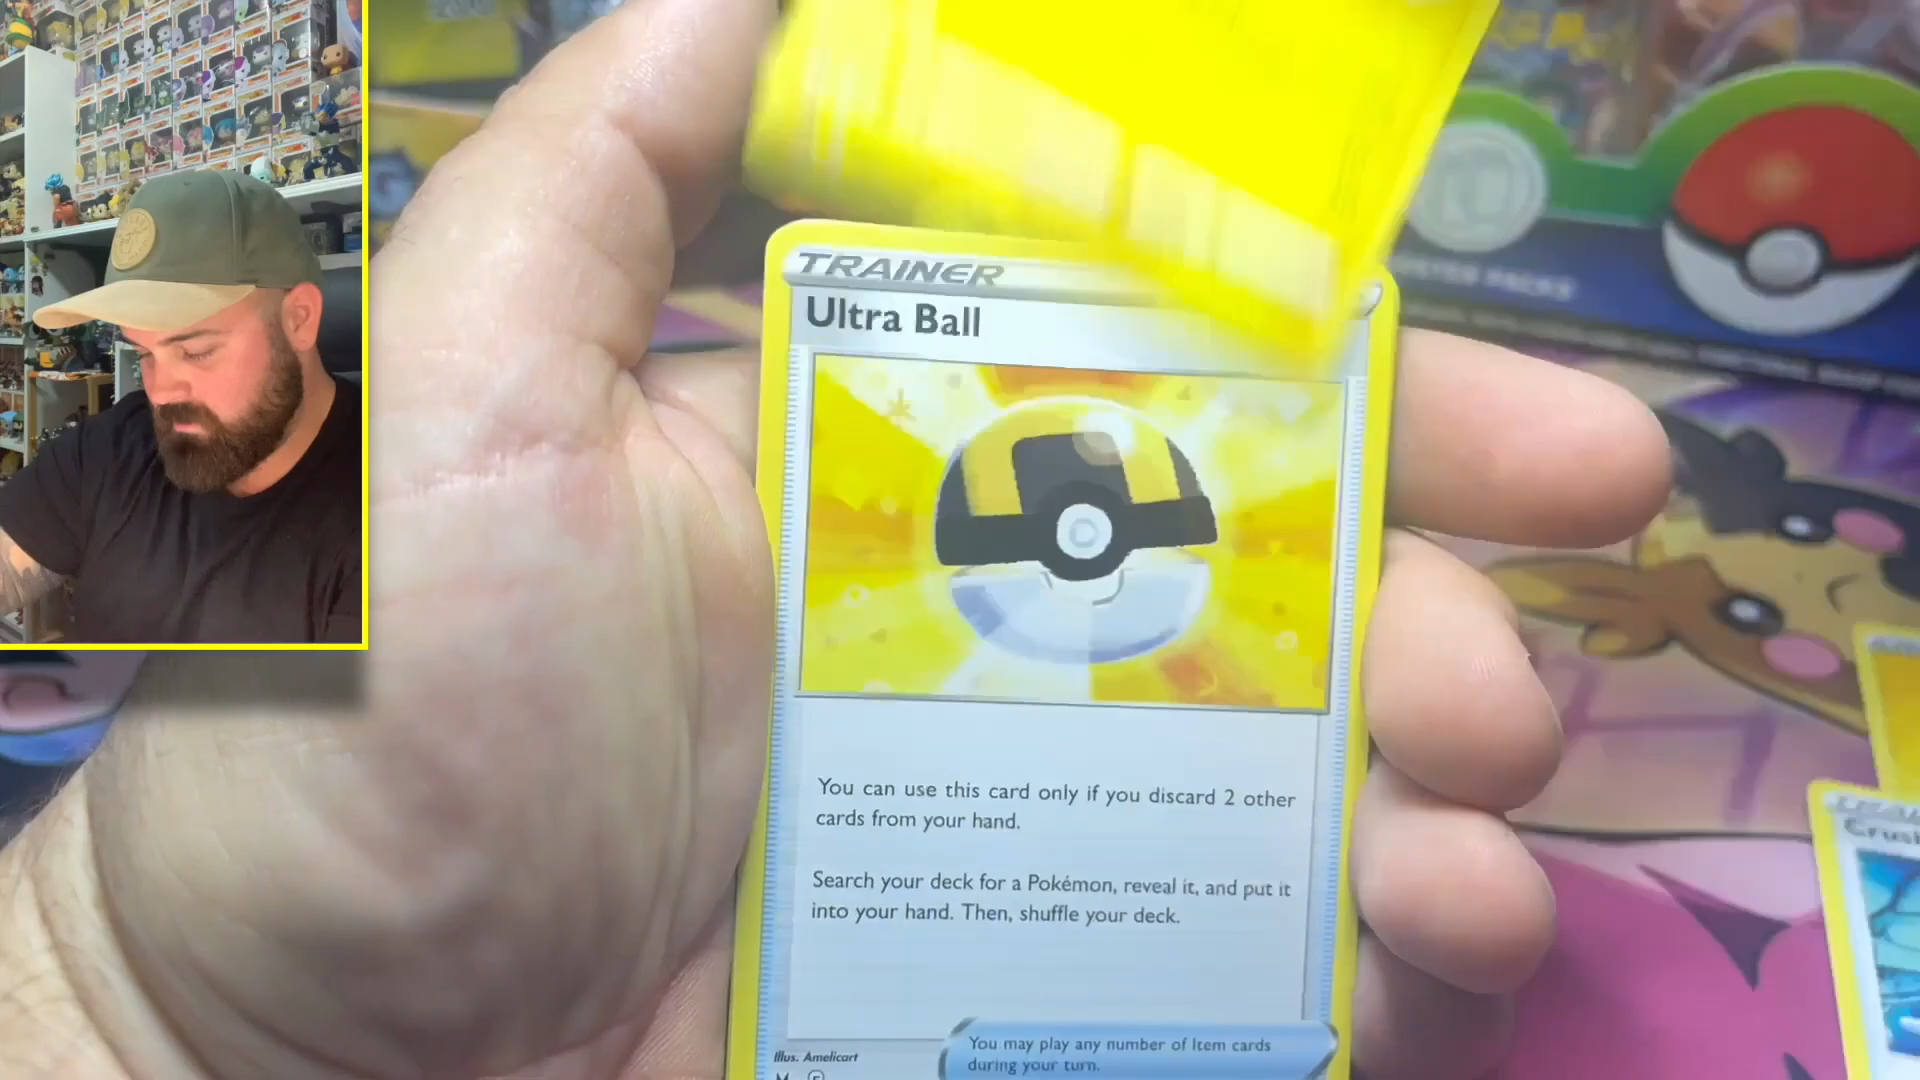 TRAINER
Ultra Ball
You can use this card only if you discard 2 other
cards from your hand.
Search your deck for a Pokémon, reveal it, and put it
into your hand. Then, shuffle your deck.
Illus. Amelicart
You may play any number of Item cards
during your turn.